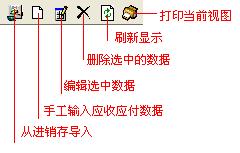 打印当前视图
刷新显示
删除选中的数据
编辑选中数据
手工输入应收应付数据
从进销存导入